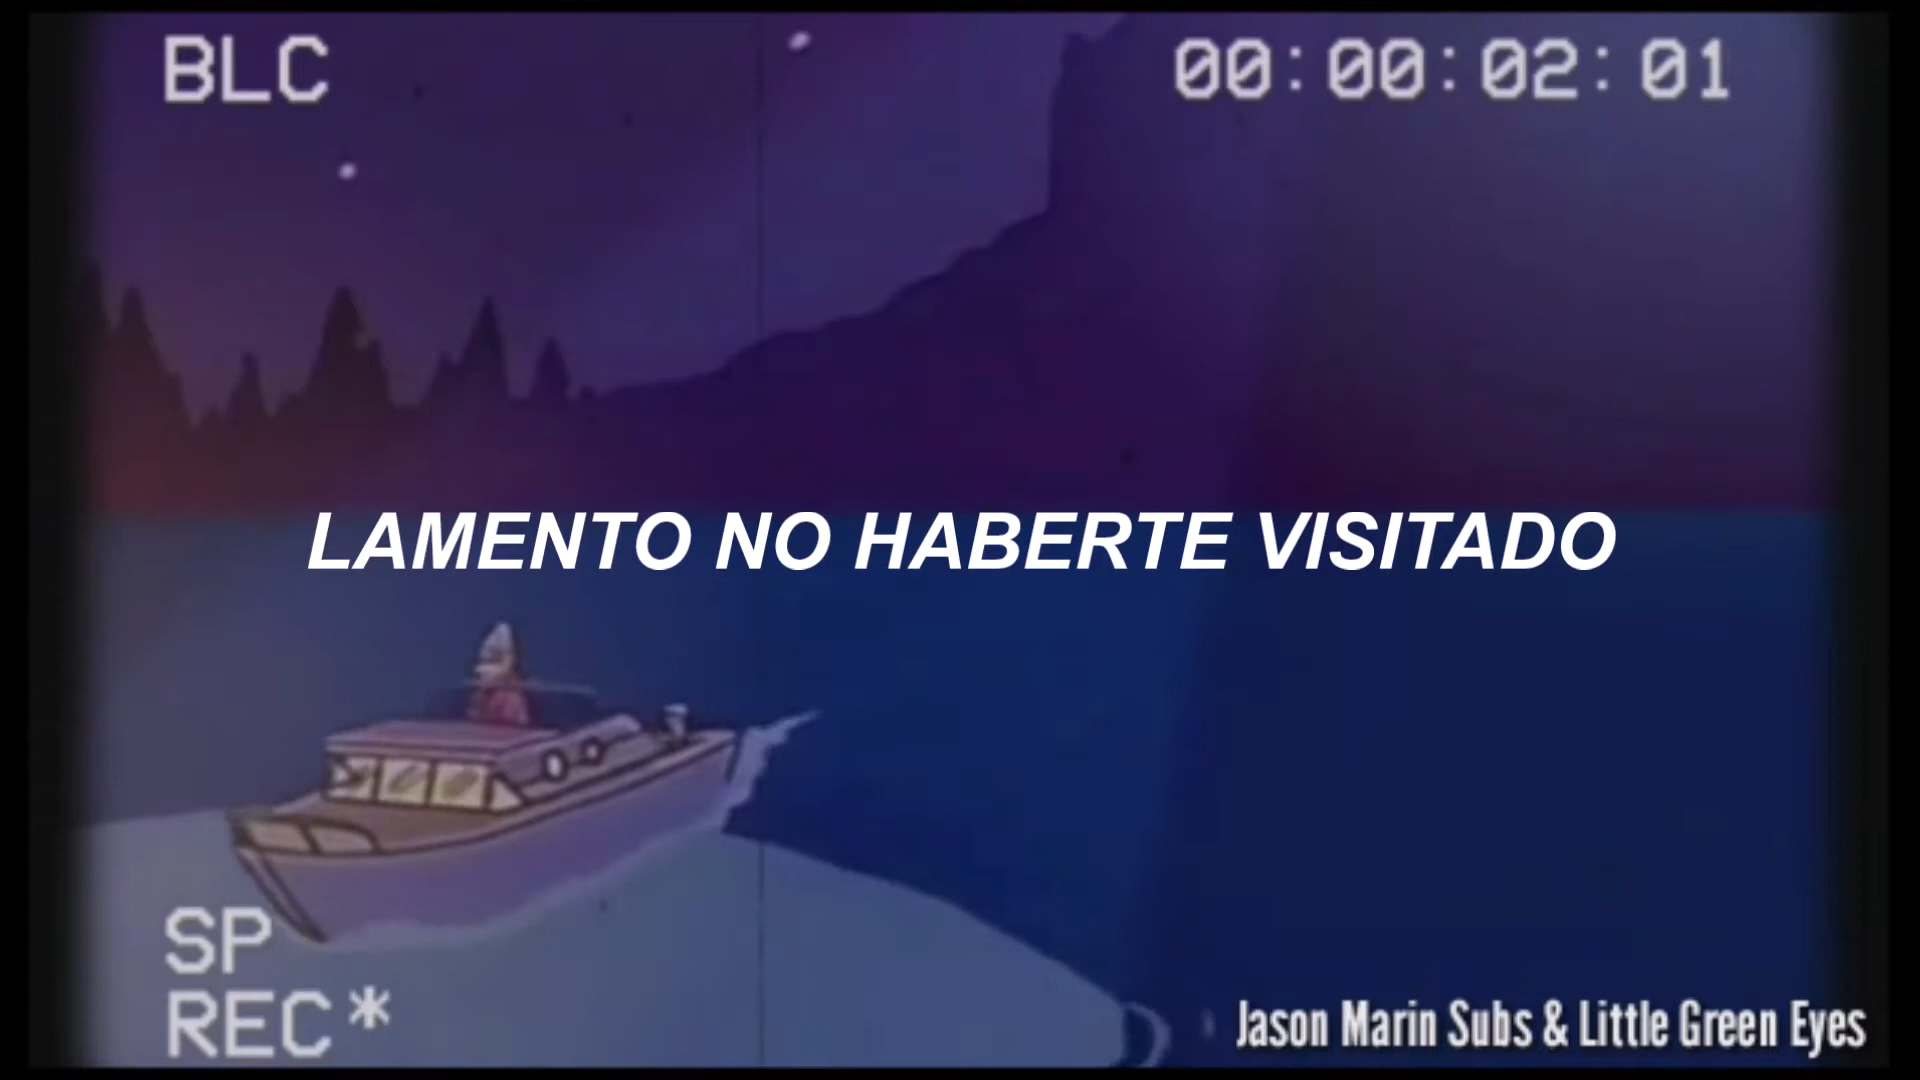 BLC
00:00:02:01
LAMENTO NO HABERTE VISITADO
SP
REC*
Jason Marin Subs & Little Green Eyes